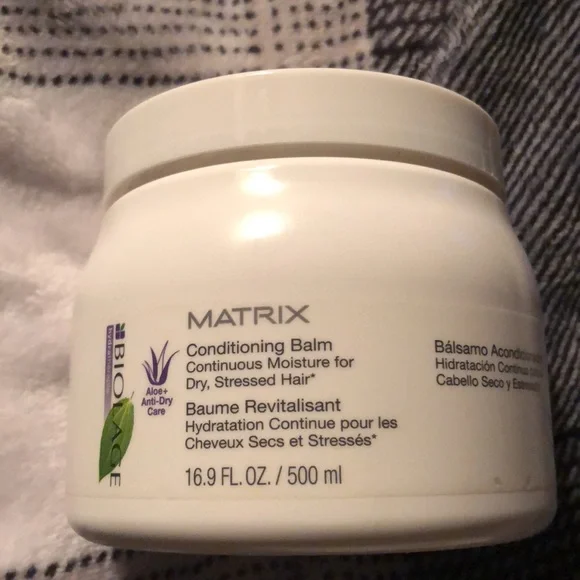 MATRIX
Conditioning Balm
Continuous Moisture for
Dry, Stressed Hair*
Baume Revitalisant
Hydratation Continue pour les
Cheveux Secs et Stressés*
16.9 FL. OZ. / 500 ml
BIOLAGE
Aloe+
Anti-Dry
Care
Bálsamo
Hidratación Continua
Cabello Seco y